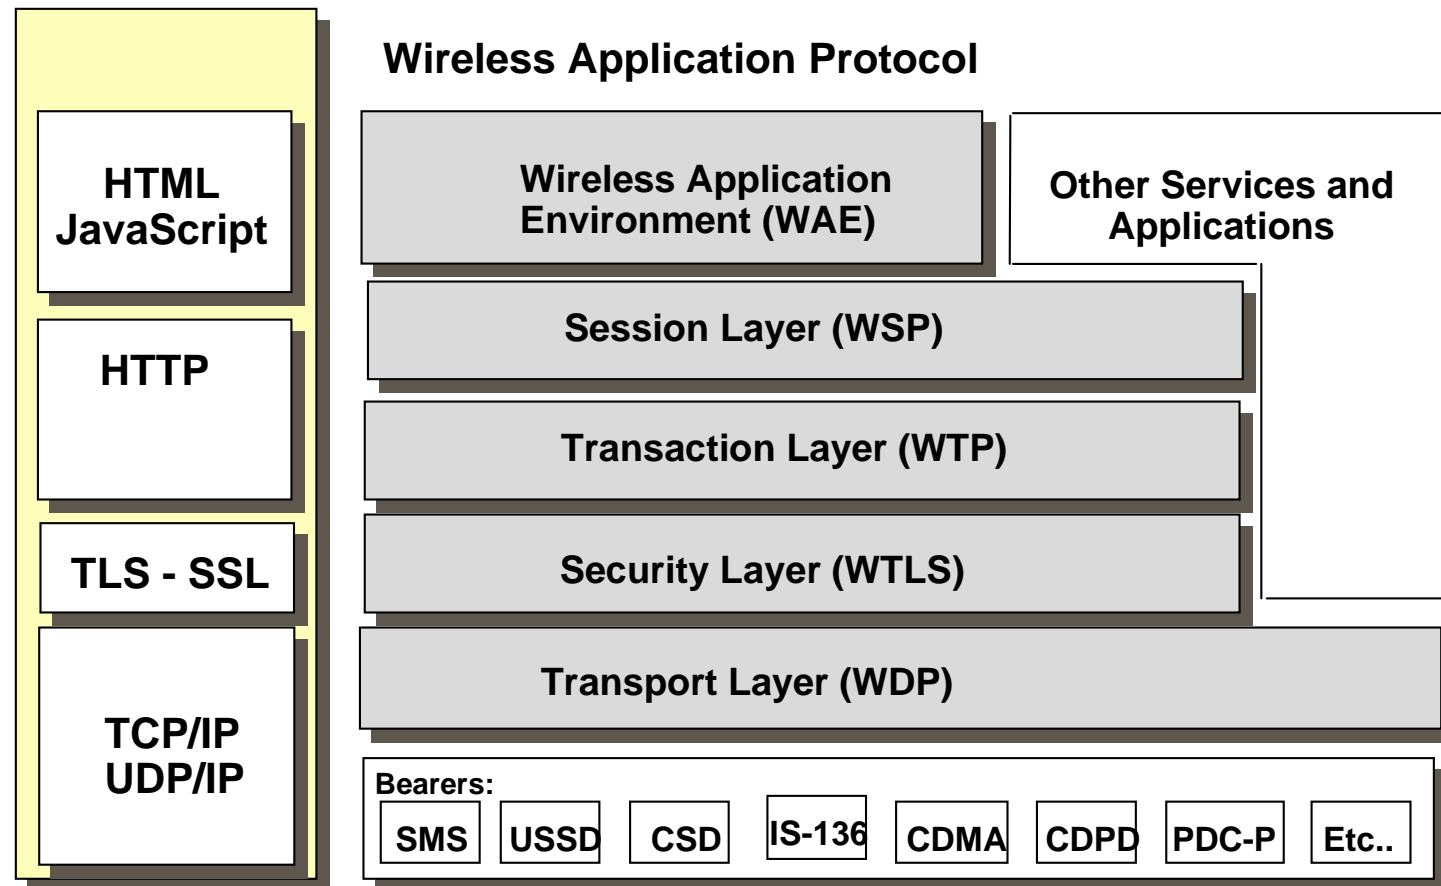 Wireless Application Protocol
HTML
JavaScript
HTTP
TLS - SSL
TCP/IP
UDP/IP
Wireless Application
Environment (WAE)
Other Services and
Applications
Session Layer (WSP)
Transaction Layer (WTP)
Security Layer (WTLS)
Transport Layer (WDP)
Bearers:
SMS
USSD
CSD
IS-136
CDMA
CDPD
PDC-P
Etc..